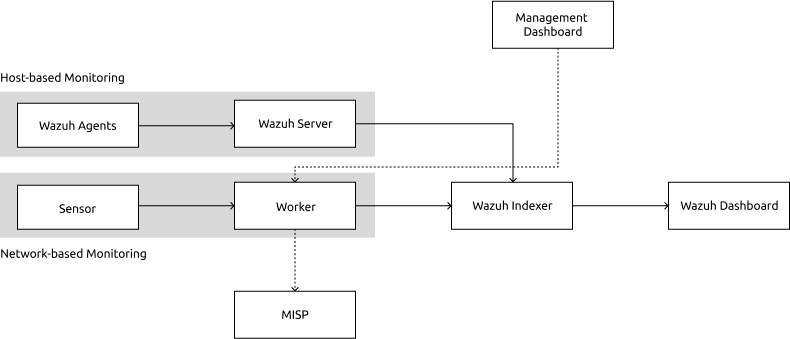 Management
Dashboard
Host-based Monitoring
Wazuh Agents
Wazuh Server
Sensor
Worker
Wazuh Indexer
Wazuh Dashboard
Network-based Monitoring
MISP